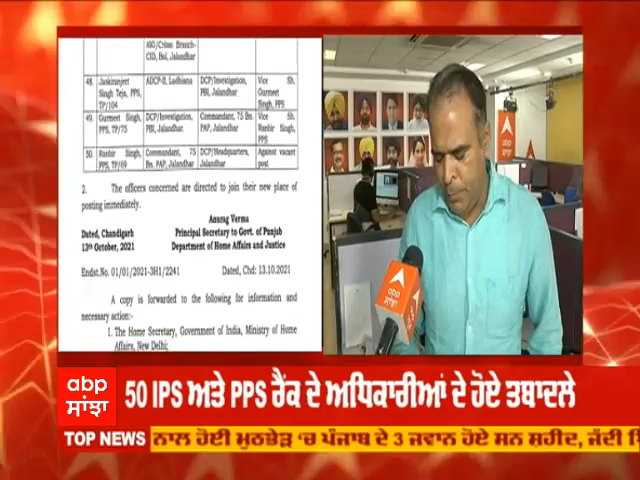 AIG/Crime Branch-
CID, BoI, Jalandhar
48. Jaskiranjeet Singh Teja, PPS, TP/104 ADCP-II, Ludhiana DCP/Investigation, PBI, Jalandhar Vice Sh. Gurmeet Singh, PPS
49. Gurmeet Singh, PPS, TP/75 DCP/Investigation, PBI, Jalandhar. Commandant, 75 Bn. PAP, Jalandhar Vice Sh. Ranbir Singh, PPS
50. Ranbir Singh, PPS, TP/69 Commandant, 75 Bn. PAP, Jalandhar DCP/Headquarters, Jalandhar Against vacant post
2. The officers concerned are directed to join their new place of
posting immediately.
Anurag Verma
Dated, Chandigarh Principal Secretary to Govt. of Punjab
13th October, 2021 Department of Home Affairs and Justice
Endst.No. 01/01/2021-3H1/2241 Dated, Chd: 13.10.2021
A copy is forwarded to the following for information and
necessary action:-
1. The Home Secretary, Government of India, Ministry of Home
Affairs, New Delhi;
abp
ਸਾਂਝਾ
abp
ਸਾਂਝਾ
50 IPS ਅਤੇ PPS ਰੈਂਕ ਦੇ ਅਧਿਕਾਰੀਆਂ ਦੇ ਹੋਏ ਤਬਾਦਲੇ
TOP NEWS ਨਾਲ ਹੋਈ ਮੁਠਭੇੜ 'ਚ ਪੰਜਾਬ ਦੇ 3 ਜਵਾਨ ਹੋਏ ਸਨ ਸ਼ਹੀਦ, ਜੱਦੀ